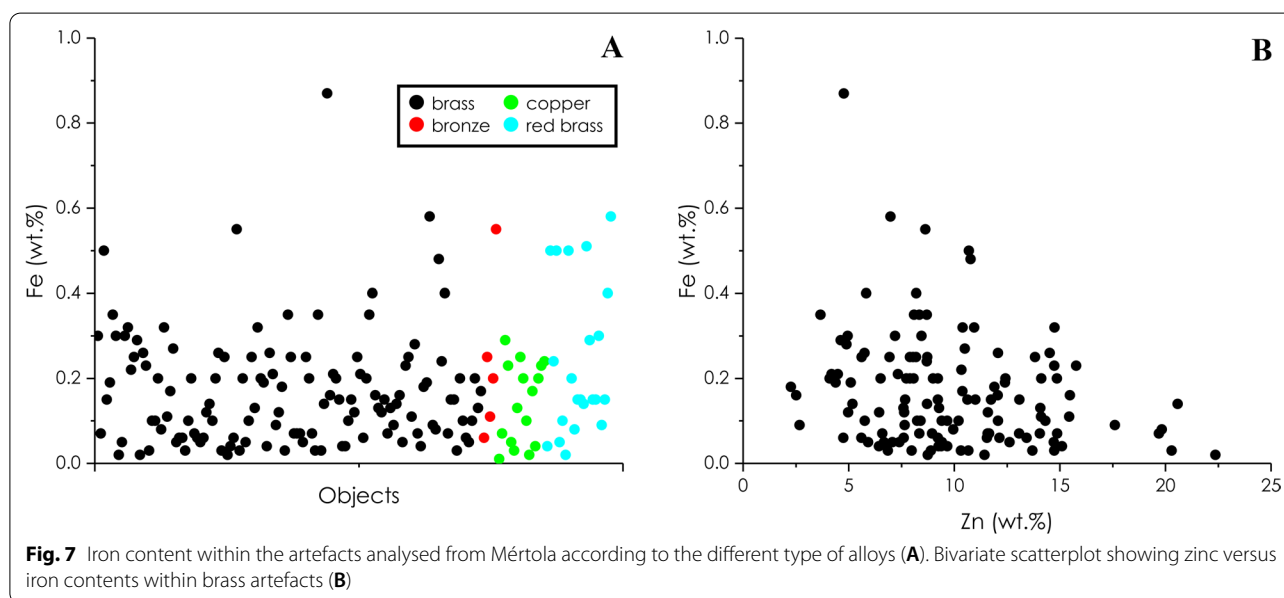 A
B
1.0
0.8
0.6
0.4
0.2
0.0
Fe (wt.%)
brass
copper
bronze
red brass
Objects
1.0
0.8
0.6
0.4
0.2
0.0
Fe (wt.%)
0
5
10
15
20
25
Zn (wt.%)
Fig. 7 Iron content within the artefacts analysed from Mértola according to the different type of alloys (A). Bivariate scatterplot showing zinc versus
iron contents within brass artefacts (B)